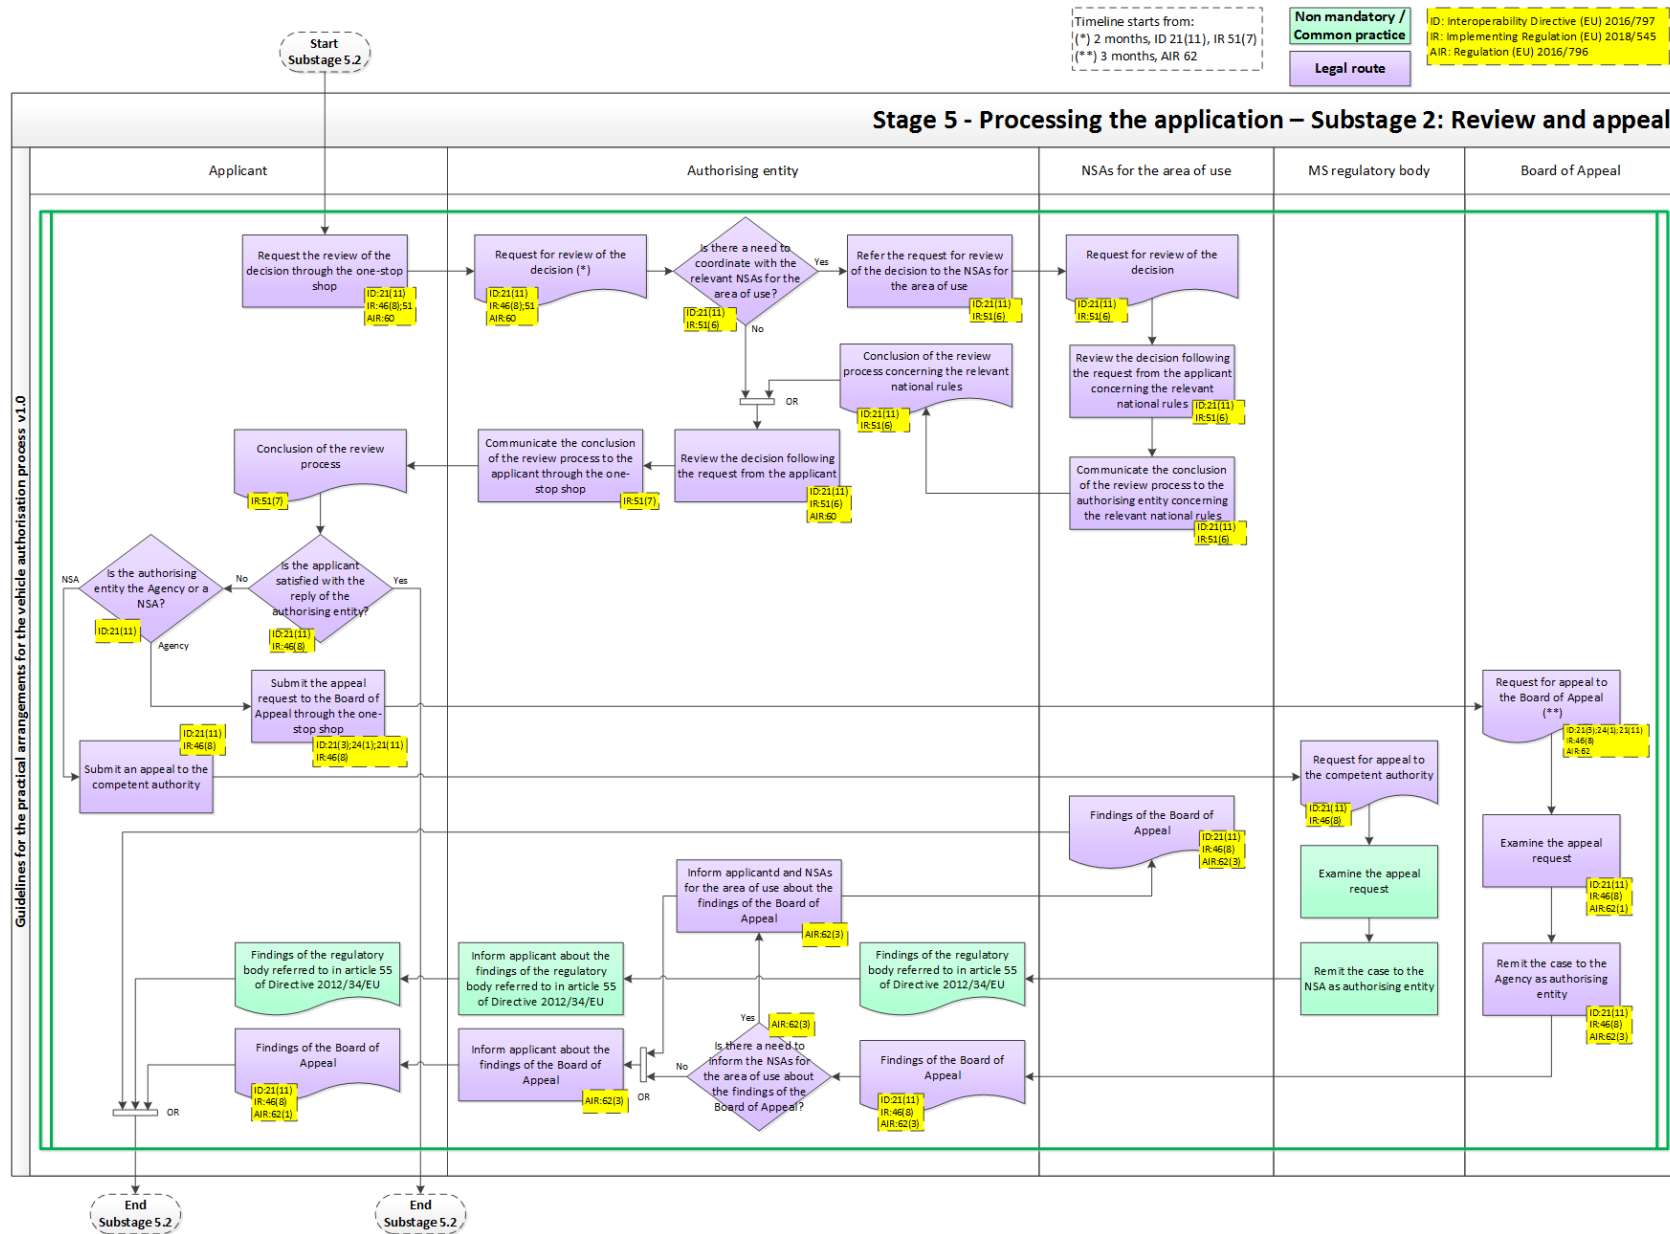 Timeline starts from:
(*) 2 months, ID 21(11), IR 51(7)
(**) 3 months, AIR 62
Non mandatory /
Common practice
Legal route
ID: Interoperability Directive (EU) 2016/797
IR: Implementing Regulation (EU) 2018/545
AIR: Regulation (EU) 2016/796
Start
Substage 5.2
Stage 5 - Processing the application – Substage 2: Review and appeal
Guidelines for the practical arrangements for the vehicle authorisation process v1.0
Applicant
Authorising entity
NSAs for the area of use
MS regulatory body
Board of Appeal
Request the review of the
decision through the one-stop
shop
ID:21(11)
IR:46(8);51
AIR:60
Request for review of the
decision (*)
ID:21(11)
IR:46(8);51
AIR:60
Is there a need to
coordinate with the
relevant NSAs for the
area of use?
ID:21(11)
IR:51(6)
Yes
No
Refer the request for review
of the decision to the NSAs for
the area of use
ID:21(11)
IR:51(6)
Request for review of the
decision
ID:21(11)
IR:51(6)
Conclusion of the review
process concerning the relevant
national rules
ID:21(11)
IR:51(6)
Review the decision following
the request from the applicant
concerning the relevant
national rules
ID:21(11)
IR:51(6)
OR
Conclusion of the review
process
IR:51(7)
Communicate the conclusion
of the review process to the
applicant through the one-
stop shop
IR:51(7)
Review the decision following
the request from the applicant
ID:21(11)
IR:51(6)
AIR:60
Communicate the conclusion
of the review process to the
authorising entity concerning
the relevant national rules
ID:21(11)
IR:51(6)
NSA
Is the authorising
entity the Agency or a
NSA?
ID:21(11)
Agency
No
Is the applicant
satisfied with the
reply of the
authorising entity?
ID:21(11)
IR:46(8)
Yes
Submit the appeal
request to the Board of
Appeal through the one-
stop shop
ID:21(3);24(1);21(11)
IR:46(8)
Request for appeal to
the Board of Appeal
(**)
ID:21(3);24(1);21(11)
IR:46(8)
AIR:62
ID:21(11)
IR:46(8)
Submit an appeal to the
competent authority
Request for appeal to
the competent authority
ID:21(11)
IR:46(8)
Findings of the Board of
Appeal
ID:21(11)
IR:46(8)
AIR:62(3)
Examine the appeal
request
Examine the appeal
request
ID:21(11)
IR:46(8)
AIR:62(1)
Inform applicantd and NSAs
for the area of use about the
findings of the Board of
Appeal
AIR:62(3)
Findings of the regulatory
body referred to in article 55
of Directive 2012/34/EU
Inform applicant about the
findings of the regulatory
body referred to in article 55
of Directive 2012/34/EU
Findings of the regulatory
body referred to in article 55
of Directive 2012/34/EU
Remit the case to the
NSA as authorising entity
Remit the case to the
Agency as authorising
entity
ID:21(11)
IR:46(8)
AIR:62(3)
Yes
AIR:62(3)
Findings of the Board of
Appeal
ID:21(11)
IR:46(8)
AIR:62(1)
Inform applicant about the
findings of the Board of
Appeal
AIR:62(3)
OR
No
Is there a need to
inform the NSAs for
the area of use about
the findings of the
Board of Appeal?
Findings of the Board of
Appeal
ID:21(11)
IR:46(8)
AIR:62(3)
OR
End
Substage 5.2
End
Substage 5.2